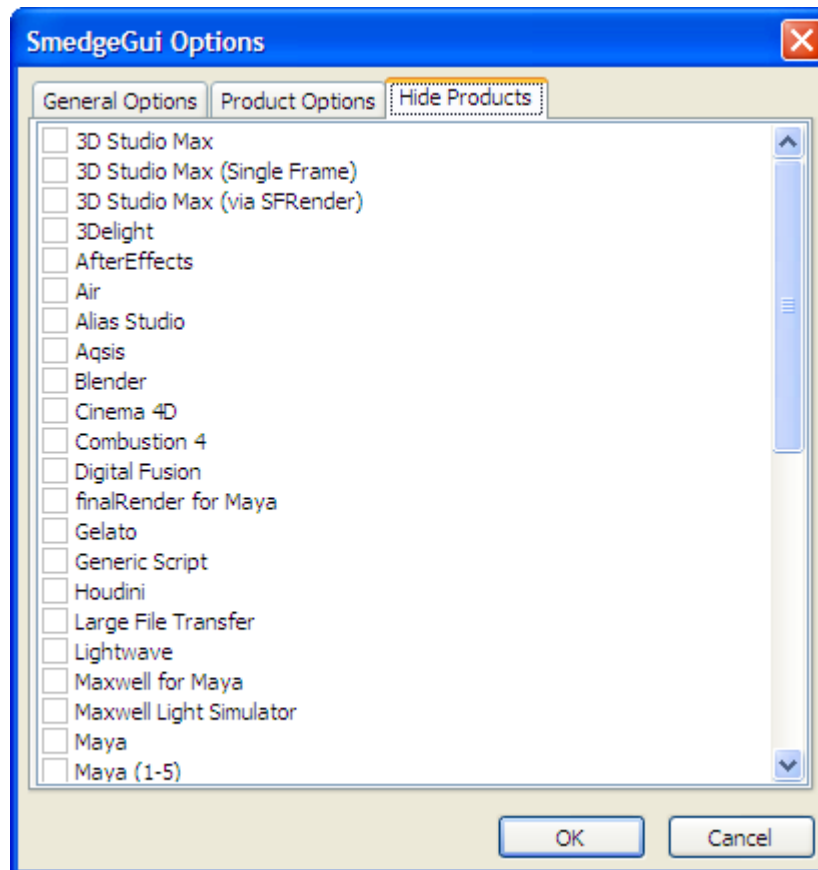 SmedgeGui Options
General Options Product Options Hide Products
3D Studio Max
3D Studio Max (Single Frame)
3D Studio Max (via SFRender)
3Delight
AfterEffects
Air
Alias Studio
Aqsis
Blender
Cinema 4D
Combustion 4
Digital Fusion
finalRender for Maya
Gelato
Generic Script
Houdini
Large File Transfer
Lightwave
Maxwell for Maya
Maxwell Light Simulator
Maya
Maya (1-5)
OK Cancel